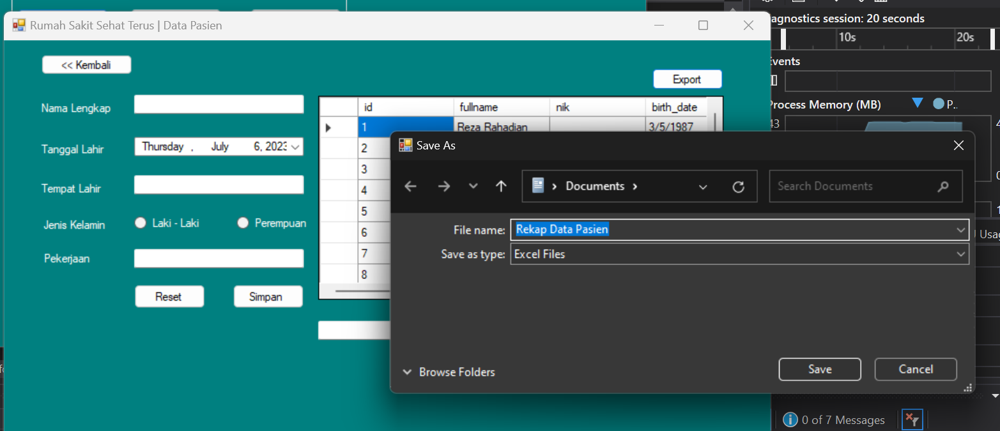 Rumah Sakit Sehat Terus | Data Pasien
agnostics session: 20 seconds
10s
20s
<< Kembali
Events
Export
Nama Lengkap
id
fullname
nik
birth_date
Process Memory (MB)
P..
1
Reza Rahadian
3/5/1987
43
Tanggal Lahir
Thursday , July 6, 2023
2
Save As
3
Tempat Lahir
4
Documents
Search Documents
5
Jenis Kelamin
Laki - Laki
Perempuan
File name:
Rekap Data Pasien
6
Usag
Pekerjaan
7
Save as type:
Excel Files
8
Reset
Simpan
Browse Folders
Save
Cancel
0 of 7 Messages